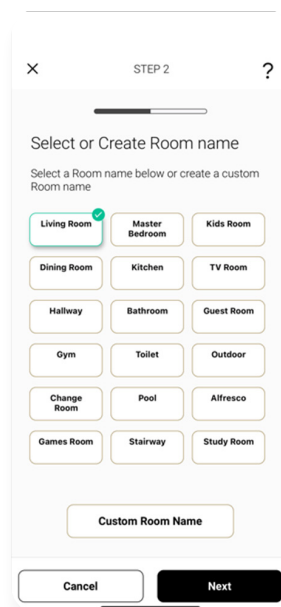 STEP 2
?
Select or Create Room name
Select a Room name below or create a custom
Room name
Living Room
Master
Bedroom
Kids Room
Dining Room
Kitchen
TV Room
Hallway
Bathroom
Guest Room
Gym
Toilet
Outdoor
Change
Room
Pool
Alfresco
Games Room
Stairway
Study Room
Custom Room Name
Cancel
Next